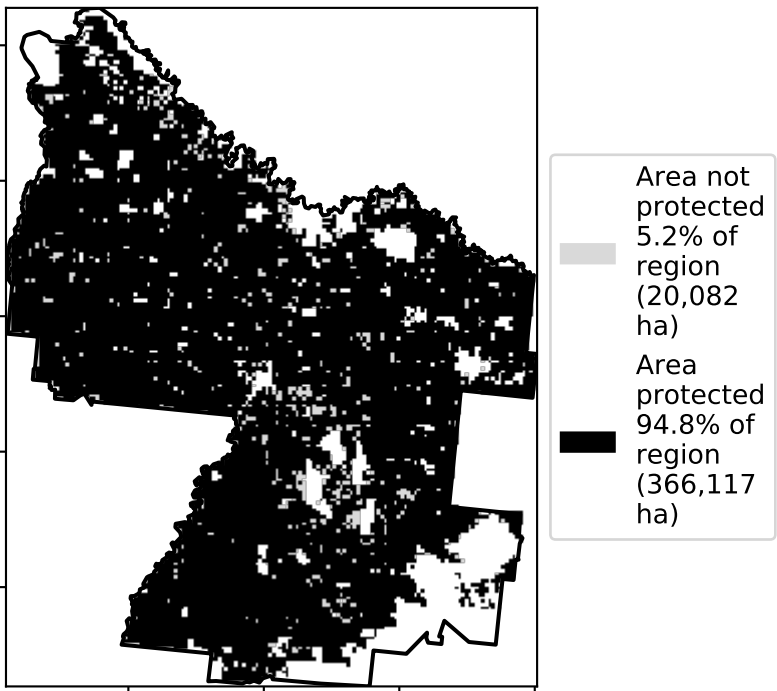 Area not
protected
5.2% of
region
(20,082
ha)
Area
protected
94.8% of
region
(366,117
ha)